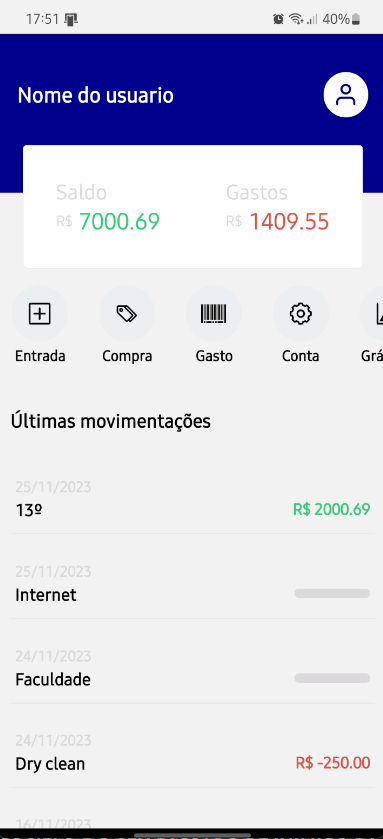 17:51 40%
Nome do usuario
Saldo Gastos
R$ 7000.69 R$ 1409.55
Entrada Compra Gasto Conta Grá
Últimas movimentações
25/11/2023
13º R$ 2000.69
25/11/2023
Internet
24/11/2023
Faculdade
24/11/2023
Dry clean R$ -250.00
16/11/2023